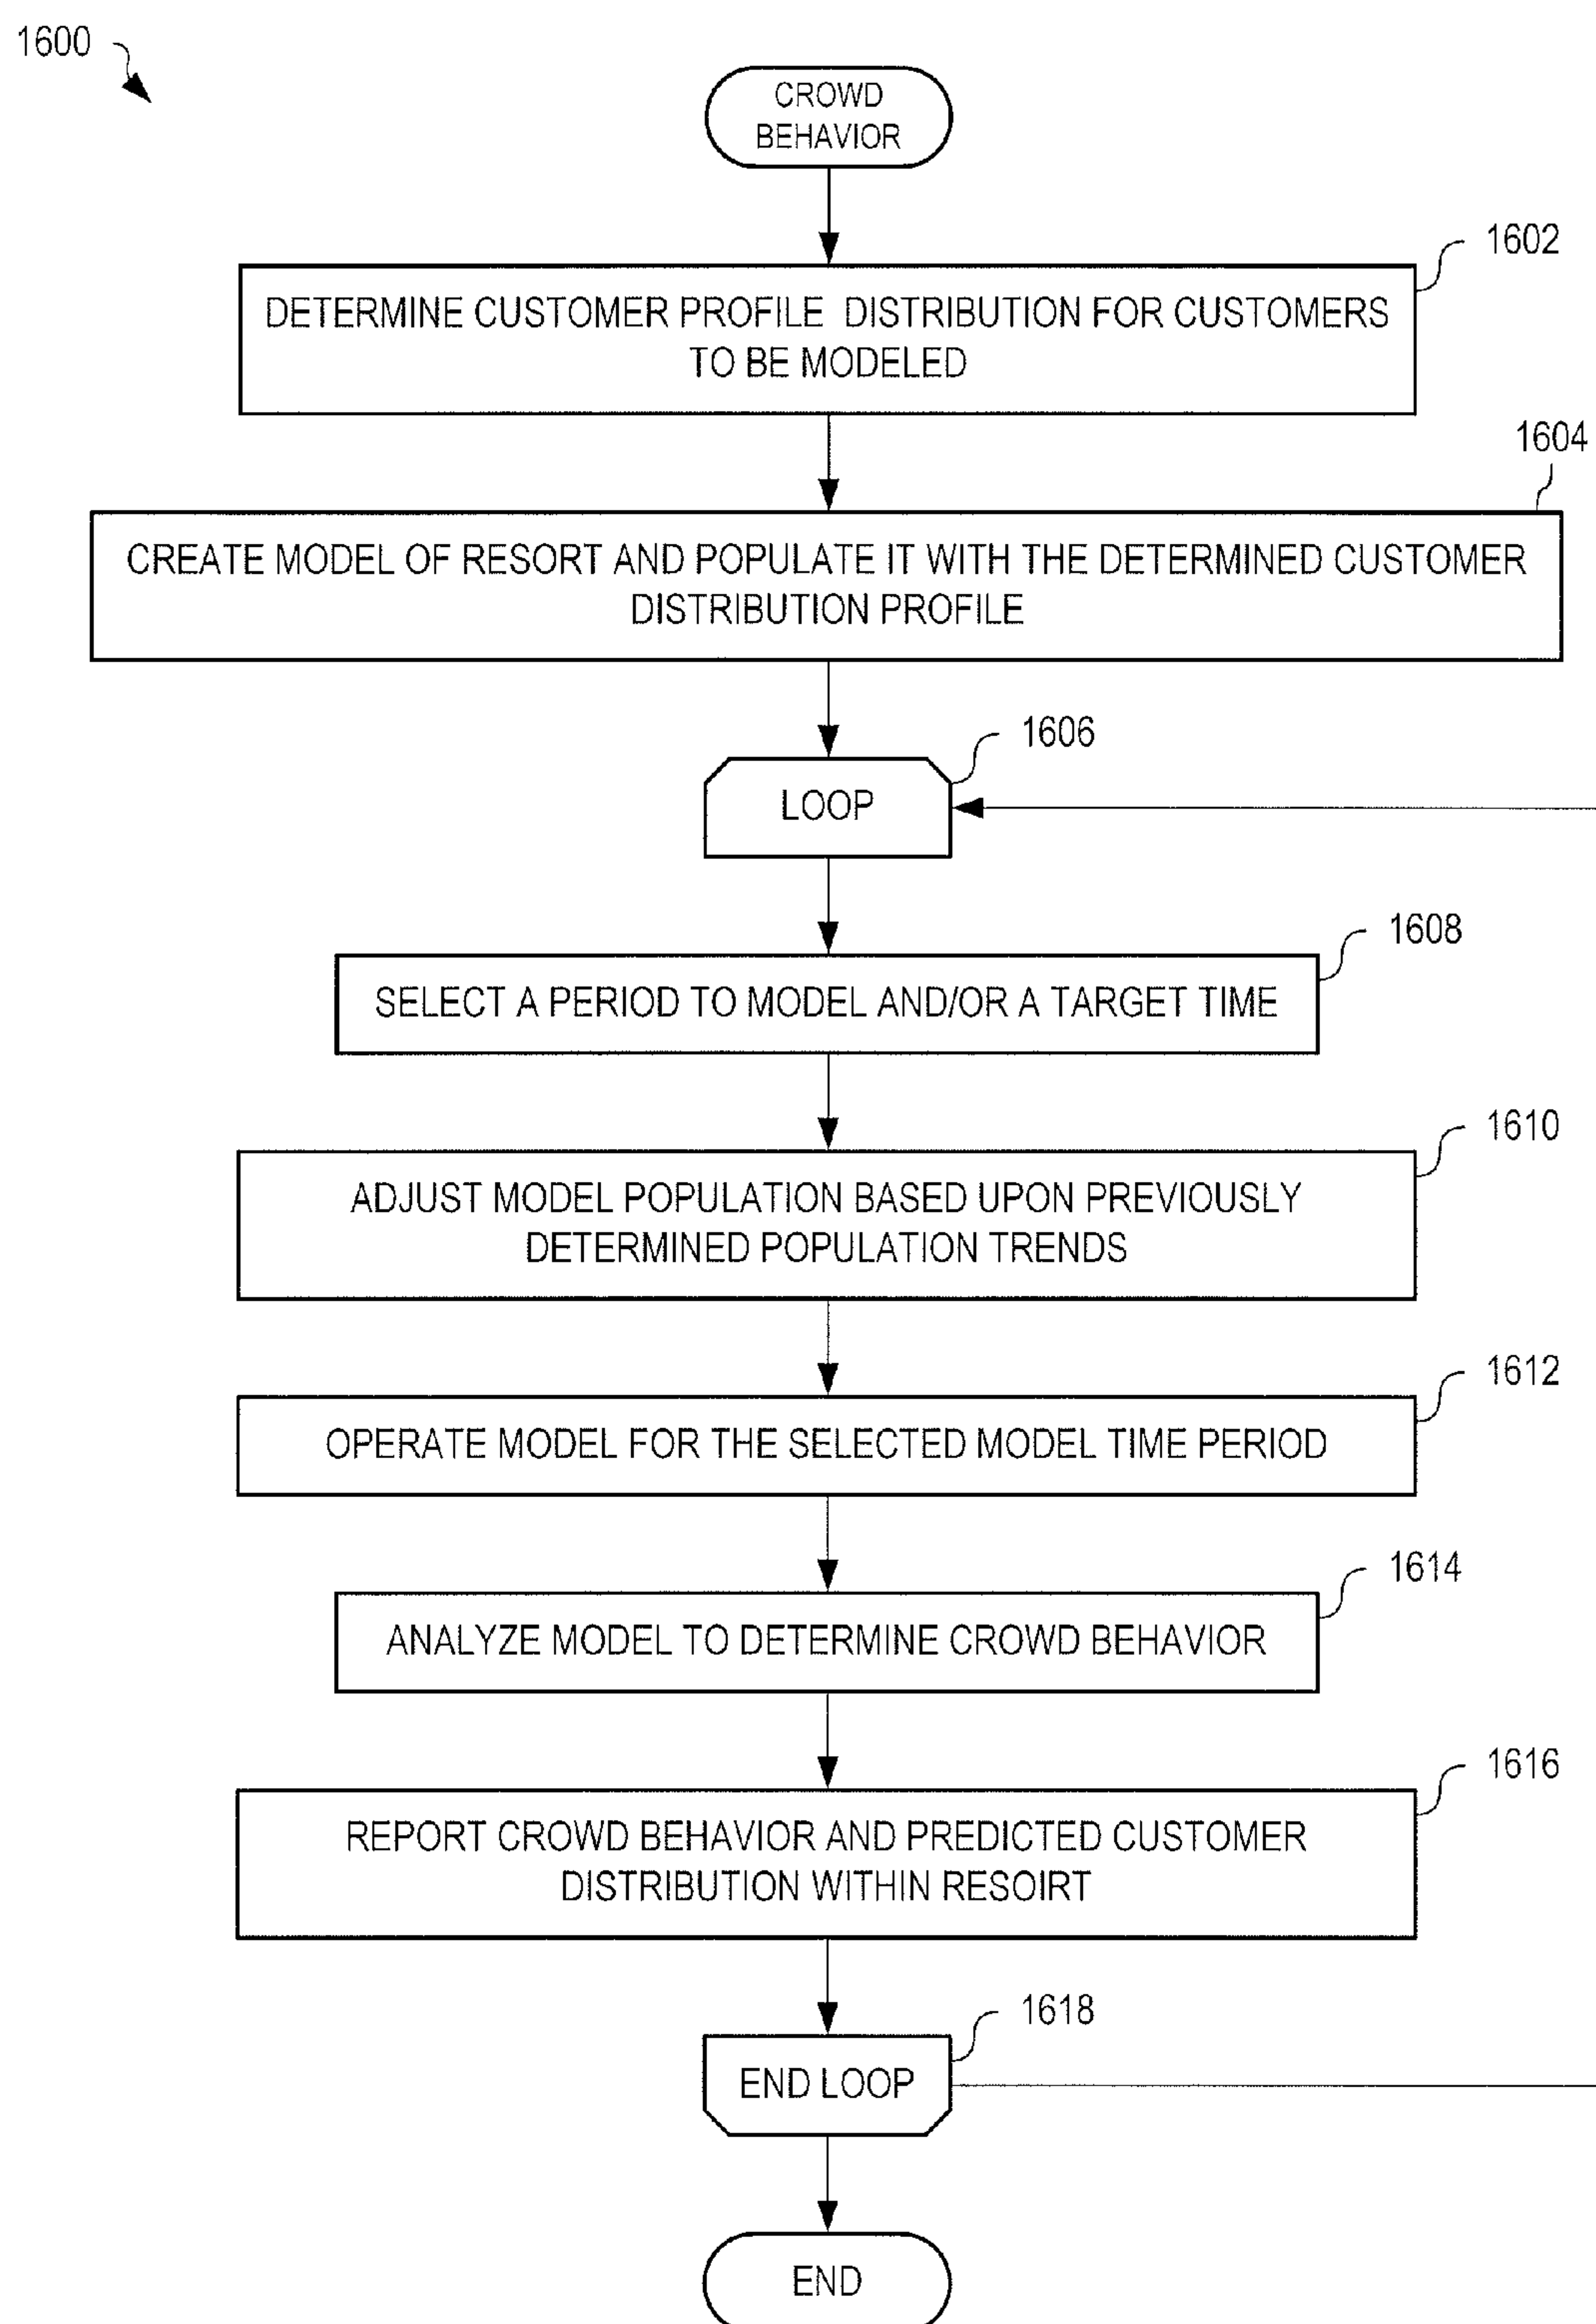 1600
CROWD
BEHAVIOR
1602
DETERMINE CUSTOMER PROFILE DISTRIBUTION FOR CUSTOMERS
TO BE MODELED
1604
CREATE MODEL OF RESORT AND POPULATE IT WITH THE DETERMINED CUSTOMER
DISTRIBUTION PROFILE
1606
LOOP
1608
SELECT A PERIOD TO MODEL AND/OR A TARGET TIME
1610
ADJUST MODEL POPULATION BASED UPON PREVIOUSLY
DETERMINED POPULATION TRENDS
1612
OPERATE MODEL FOR THE SELECTED MODEL TIME PERIOD
1614
ANALYZE MODEL TO DETERMINE CROWD BEHAVIOR
1616
REPORT CROWD BEHAVIOR AND PREDICTED CUSTOMER
DISTRIBUTION WITHIN RESOIRT
1618
END LOOP
END